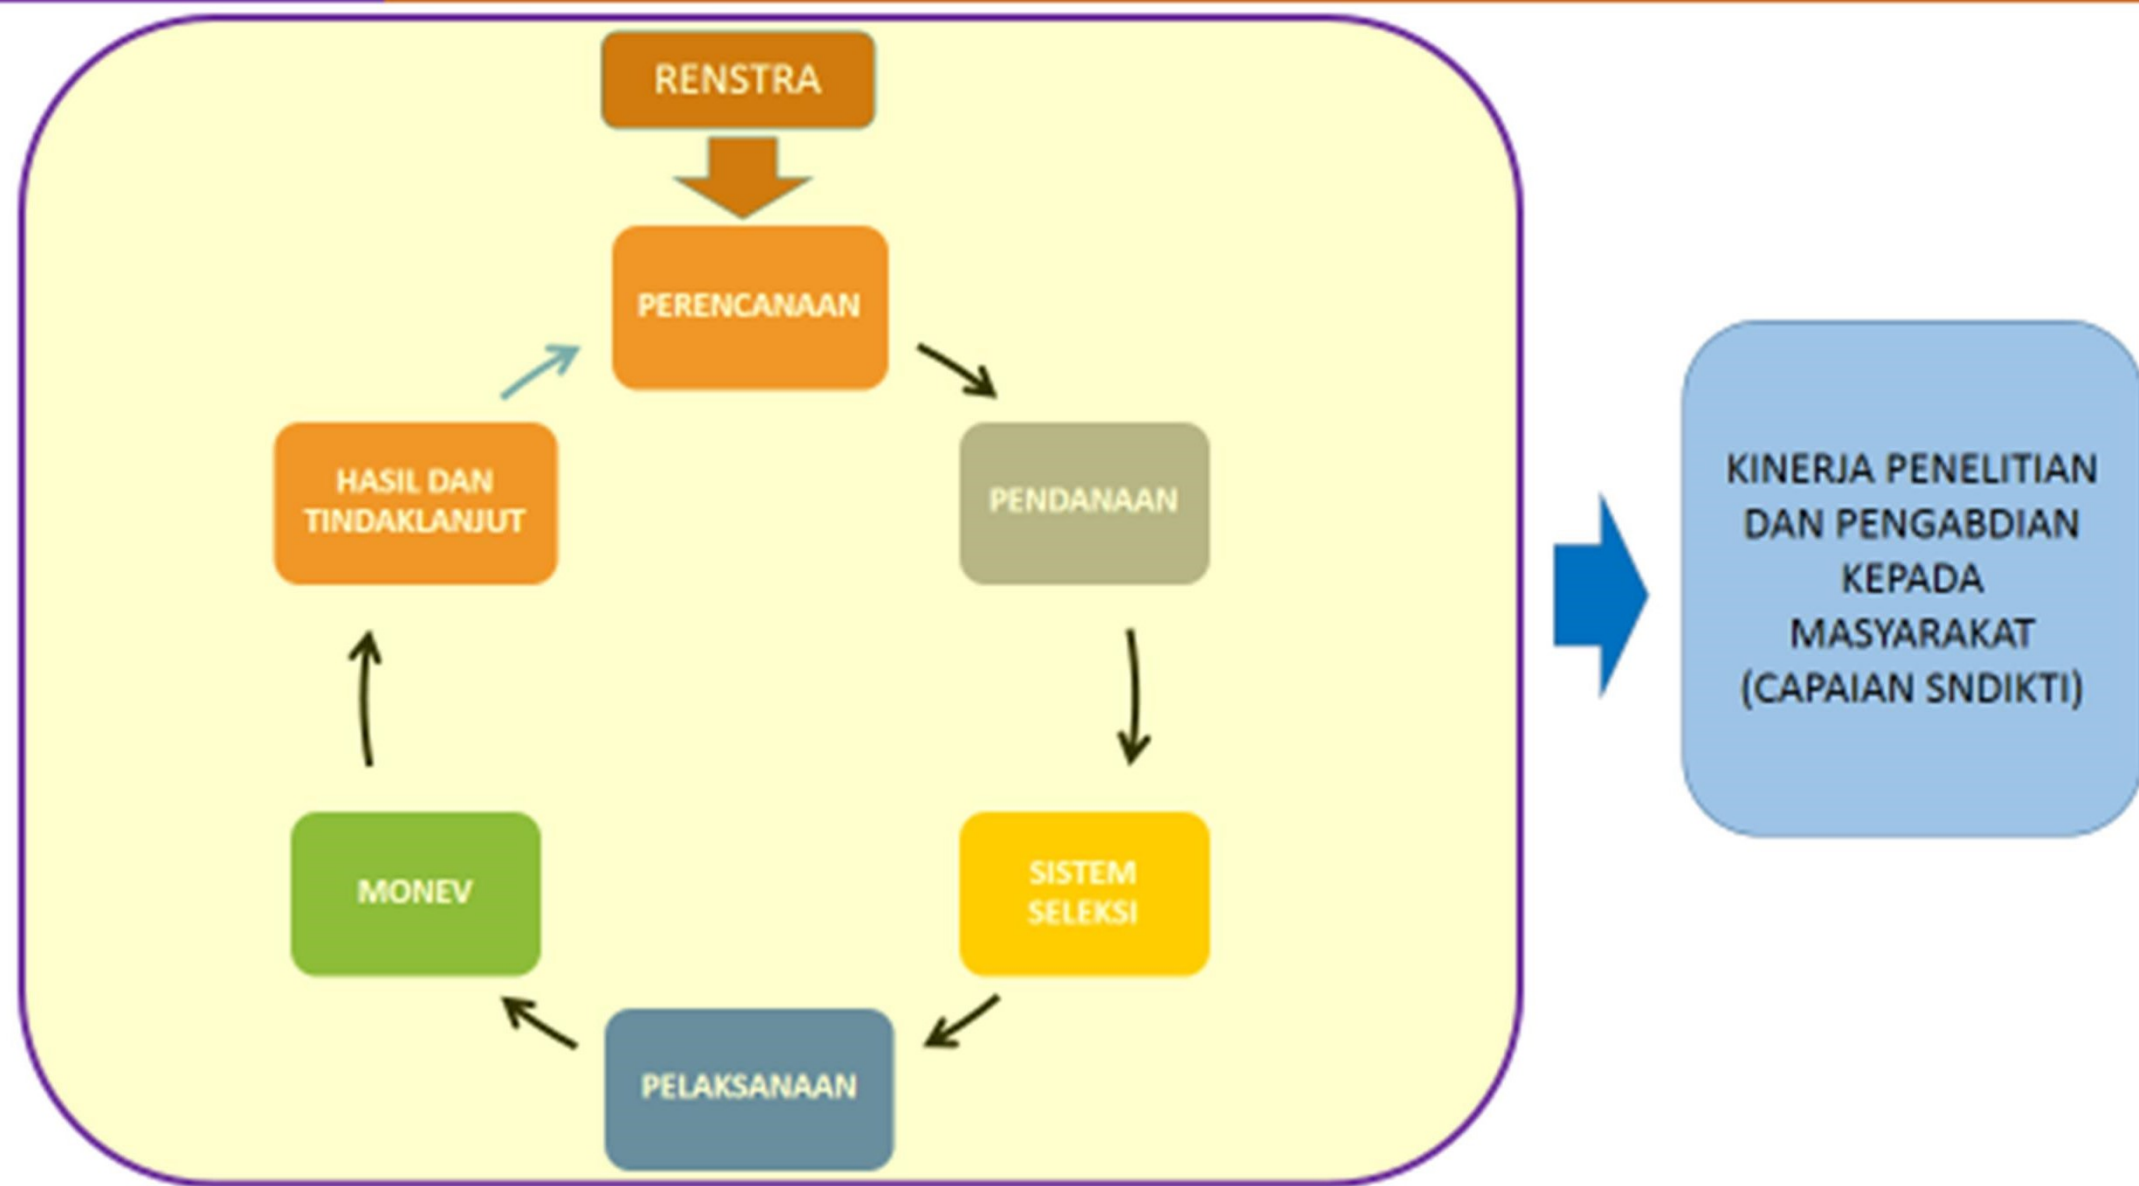 RENSTRA
PERENCANAAN
HASIL DAN
TINDAKLANJUT
PENDANAAN
MONEV
SISTEM
SELEKSI
PELAKSANAAN
KINERJA PENELITIAN
DAN PENGABDIAN
KEPADA
MASYARAKAT
(CAPAIAN SNDIKTI)